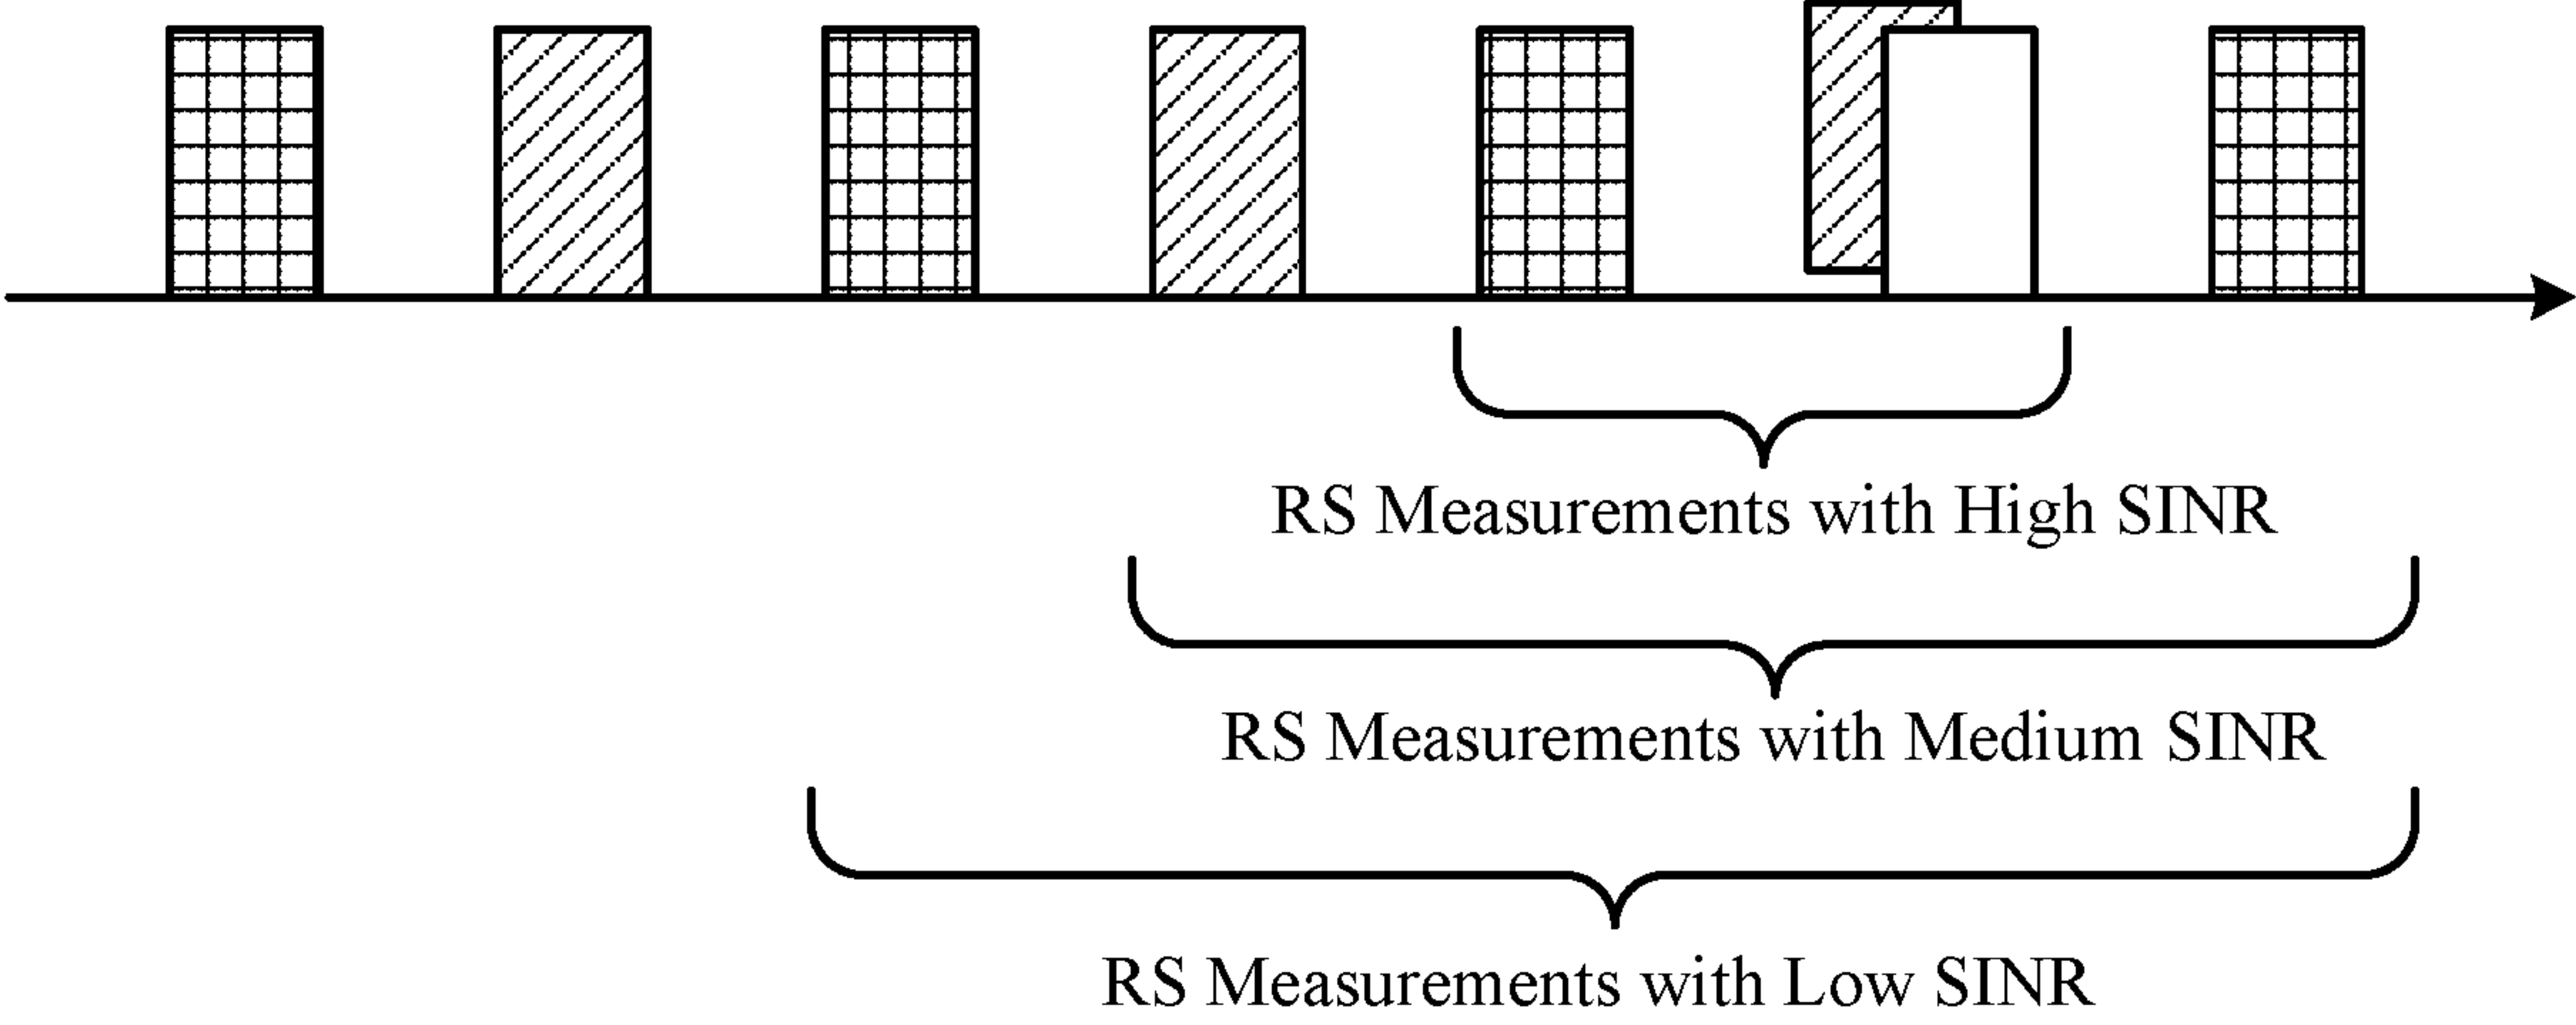 RS Measurements with High SINR
RS Measurements with Medium SINR
RS Measurements with Low SINR